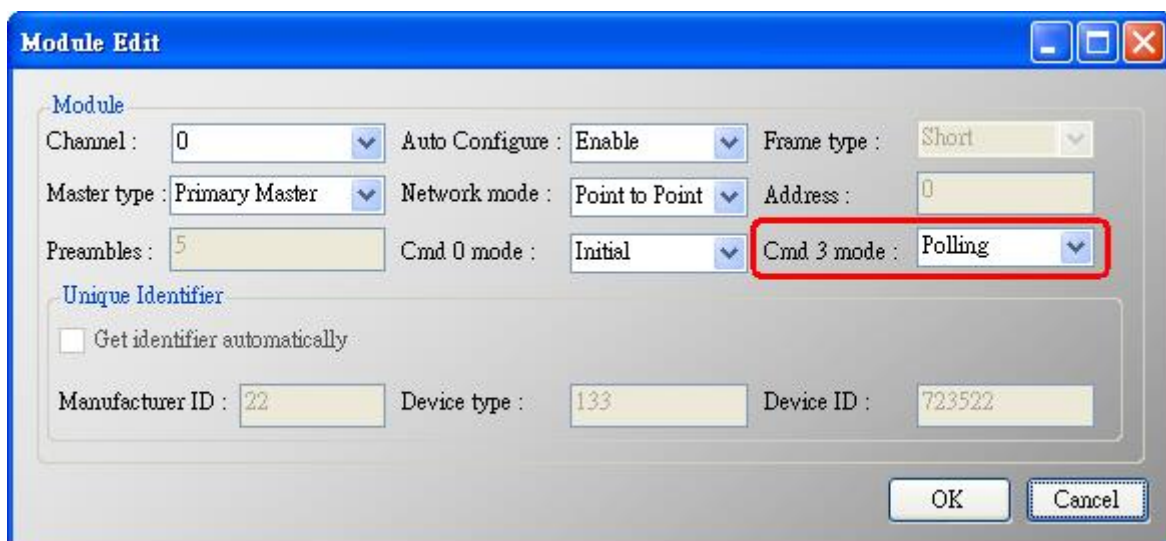 Module Edit
Module
Channel : 0 Auto Configure : Enable Frame type : Short
Master type : Primary Master Network mode : Point to Point Address : 0
Preambles : 5 Cmd 0 mode : Initial Cmd 3 mode : Polling
Unique Identifier
Get identifier automatically
Manufacturer ID : 22 Device type : 133 Device ID : 723522
OK Cancel